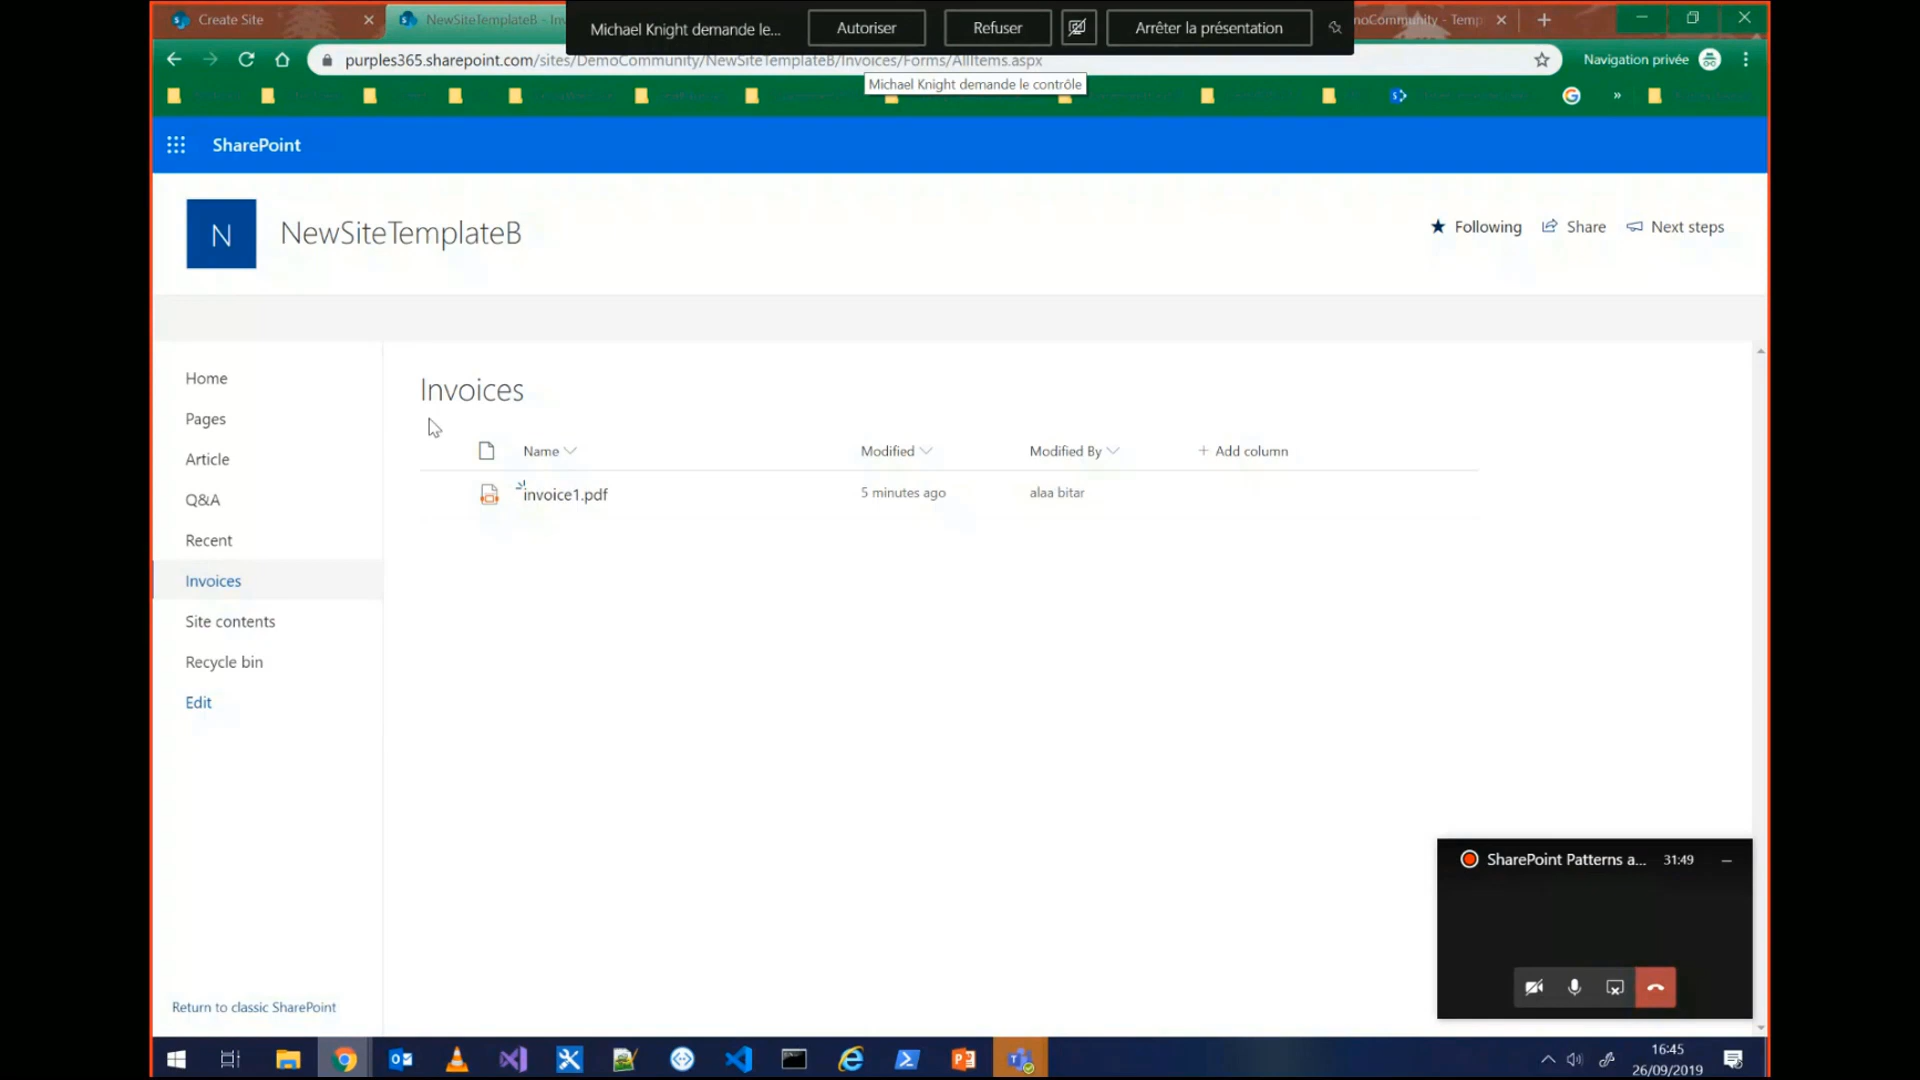 Create Site
NewSiteTemplateB - Inv
Michael Knight demande le...
Autoriser
Refuser
Arrêter la présentation
noCommunity - Temp
purples365.sharepoint.com/sites/DemoCommunity/NewSiteTemplateB/Invoices/Forms/AllItems.aspx
Navigation privée
Michael Knight demande le contrôle
SharePoint
N
NewSiteTemplateB
Following
Share
Next steps
Home
Pages
Article
Q&A
Recent
Invoices
Site contents
Recycle bin
Edit
Return to classic SharePoint
Invoices
Name
Modified
Modified By
+ Add column
invoice1.pdf
5 minutes ago
alaa bitar
SharePoint Patterns a...
31:49
16:45
26/09/2019